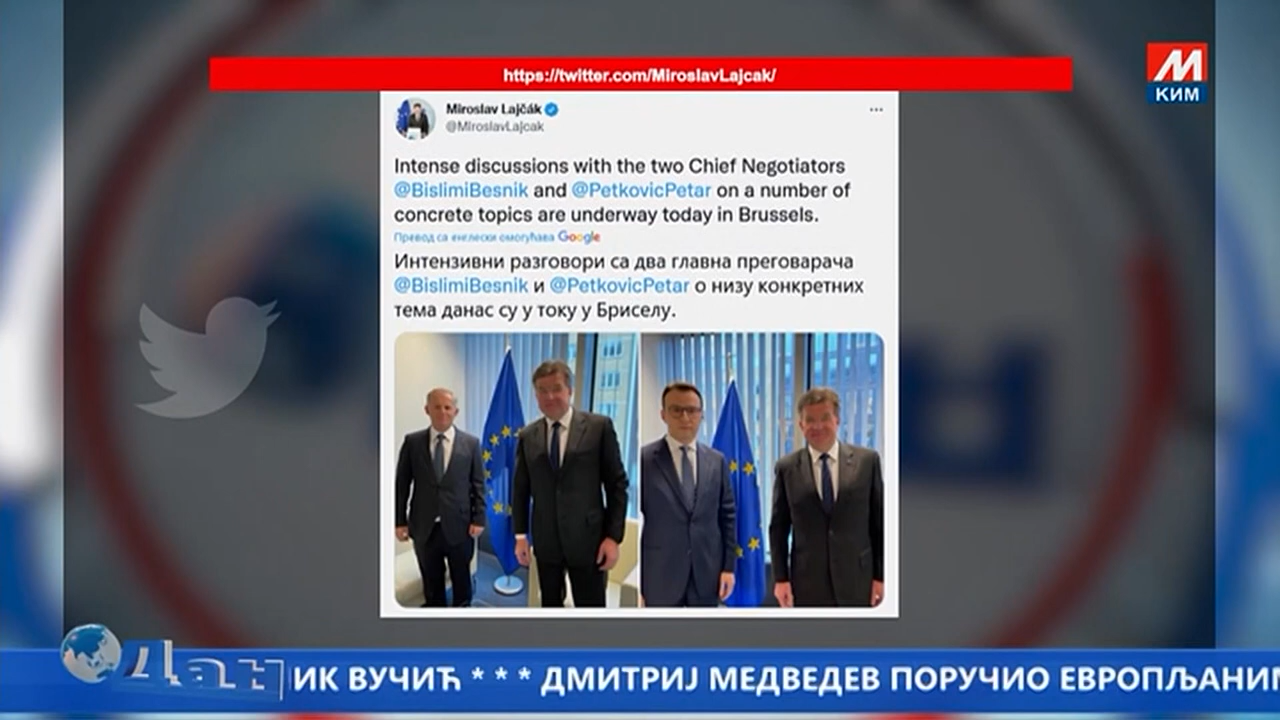 https://twitter.com/MiroslavLajcak/
М
КИМ
Miroslav Lajčák
@MiroslavLajcak
Intense discussions with the two Chief Negotiators
@BislimiBesnik and @PetkovicPetar on a number of
concrete topics are underway today in Brussels.
Превод са енглески омогућава Google
Интензивни разговори са два главна преговарача
@BislimiBesnik и @PetkovicPetar о низу конкретних
тема данас су у току у Бриселу.
Дан
ИК ВУЧИЋ * * * ДМИТРИЈ МЕДВЕДЕВ ПОРУЧИО ЕВРОПЉАНИМ